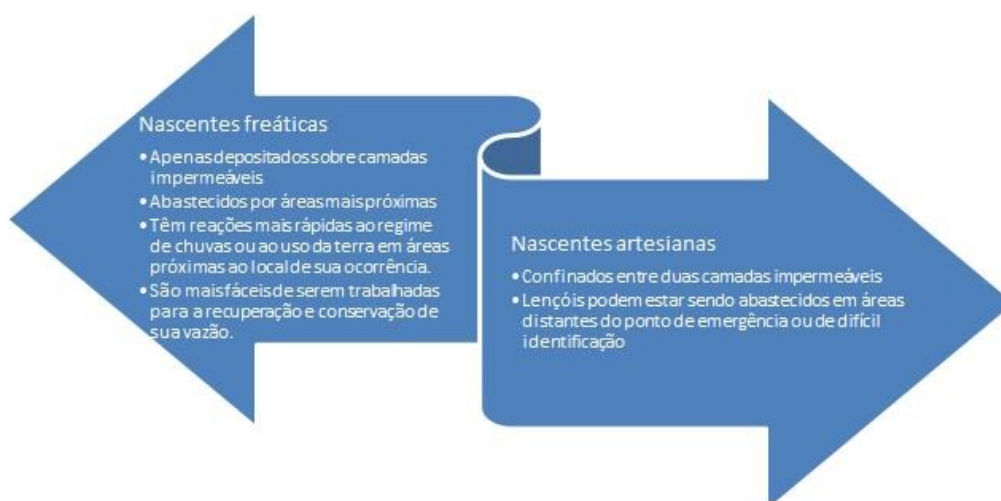 Nascentes freáticas
• Apenas depositados sobre camadas
impermeáveis
• Abastecidos por áreas mais próximas
• Têm reações mais rápidas ao regime
de chuvas ou ao uso da terra em áreas
próximas ao local de sua ocorrência.
• São mais fáceis de serem trabalhadas
para a recuperação e conservação de
sua vazão.
Nascentes artesianas
• Confinados entre duas camadas impermeáveis
• Lençóis podem estar sendo abastecidos em áreas
distantes do ponto de emergência ou de difícil
identificação